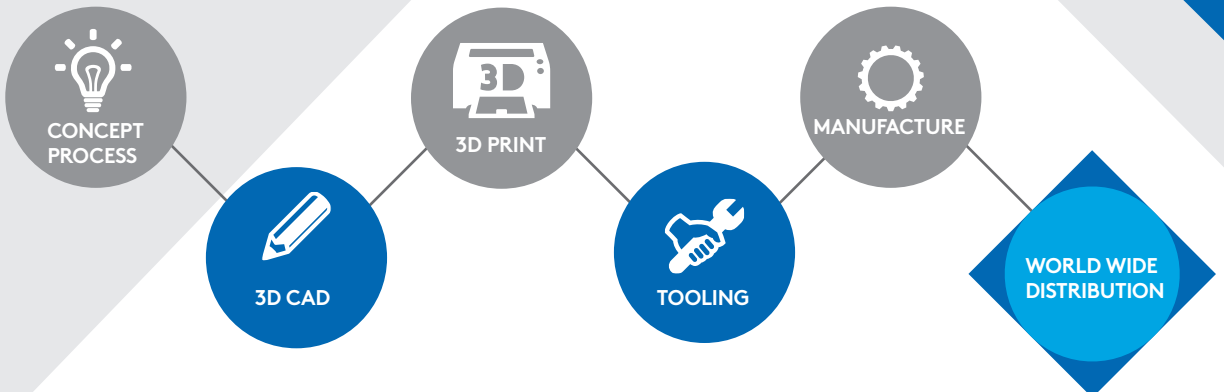 CONCEPT
PROCESS
3D CAD
3D
3D PRINT
TOOLING
MANUFACTURE
WORLD WIDE
DISTRIBUTION